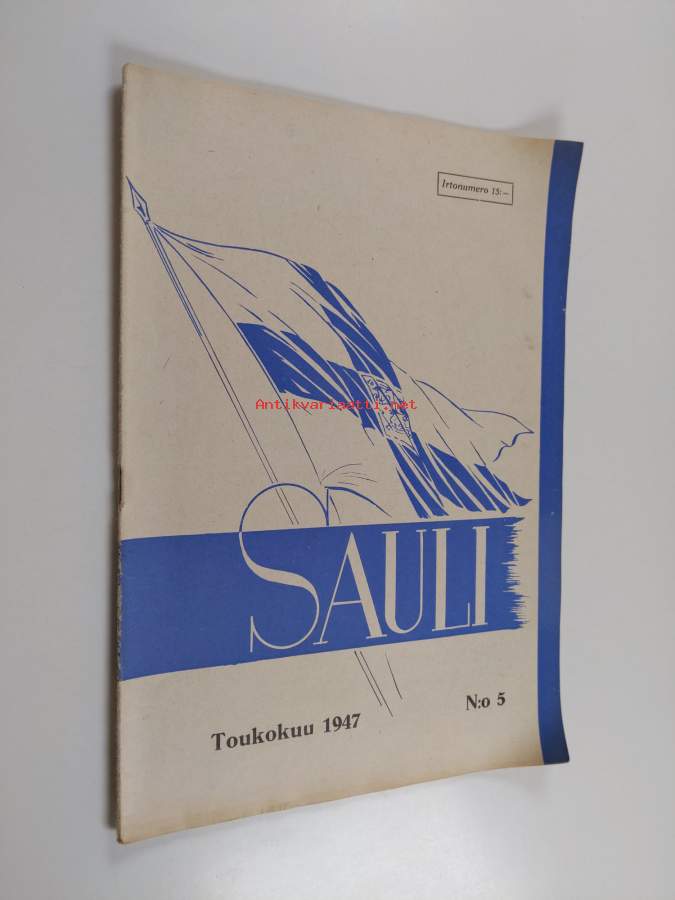 Irtonumero 15:—
Antikvariaatti.net
SAULI
N:o 5
Toukokuu 1947